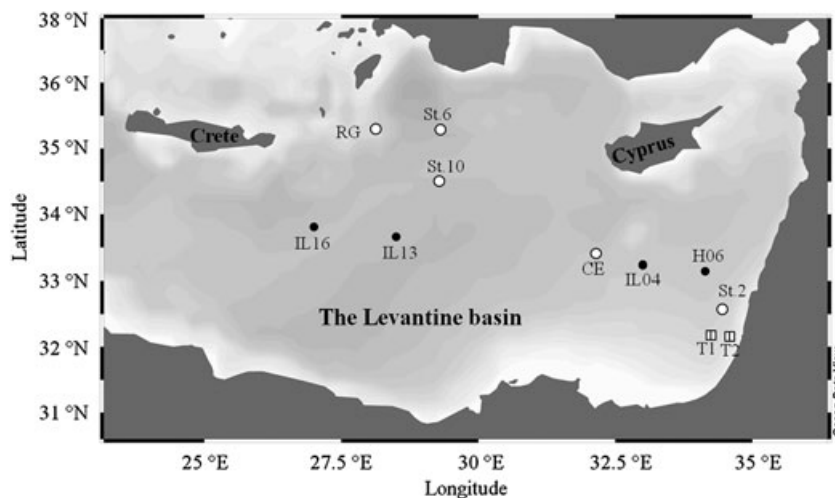 38 °N
36 °N
35 °N
34 °N
33 °N
32 °N
31 °N
Latitude
Crete
RG
St.6
St.10
Cyprus
IL16
IL13
CE
IL04
H06
St.2
T1
T2
The Levantine basin
25 °E
27.5 °E
30 °E
32.5 °E
35 °E
Longitude